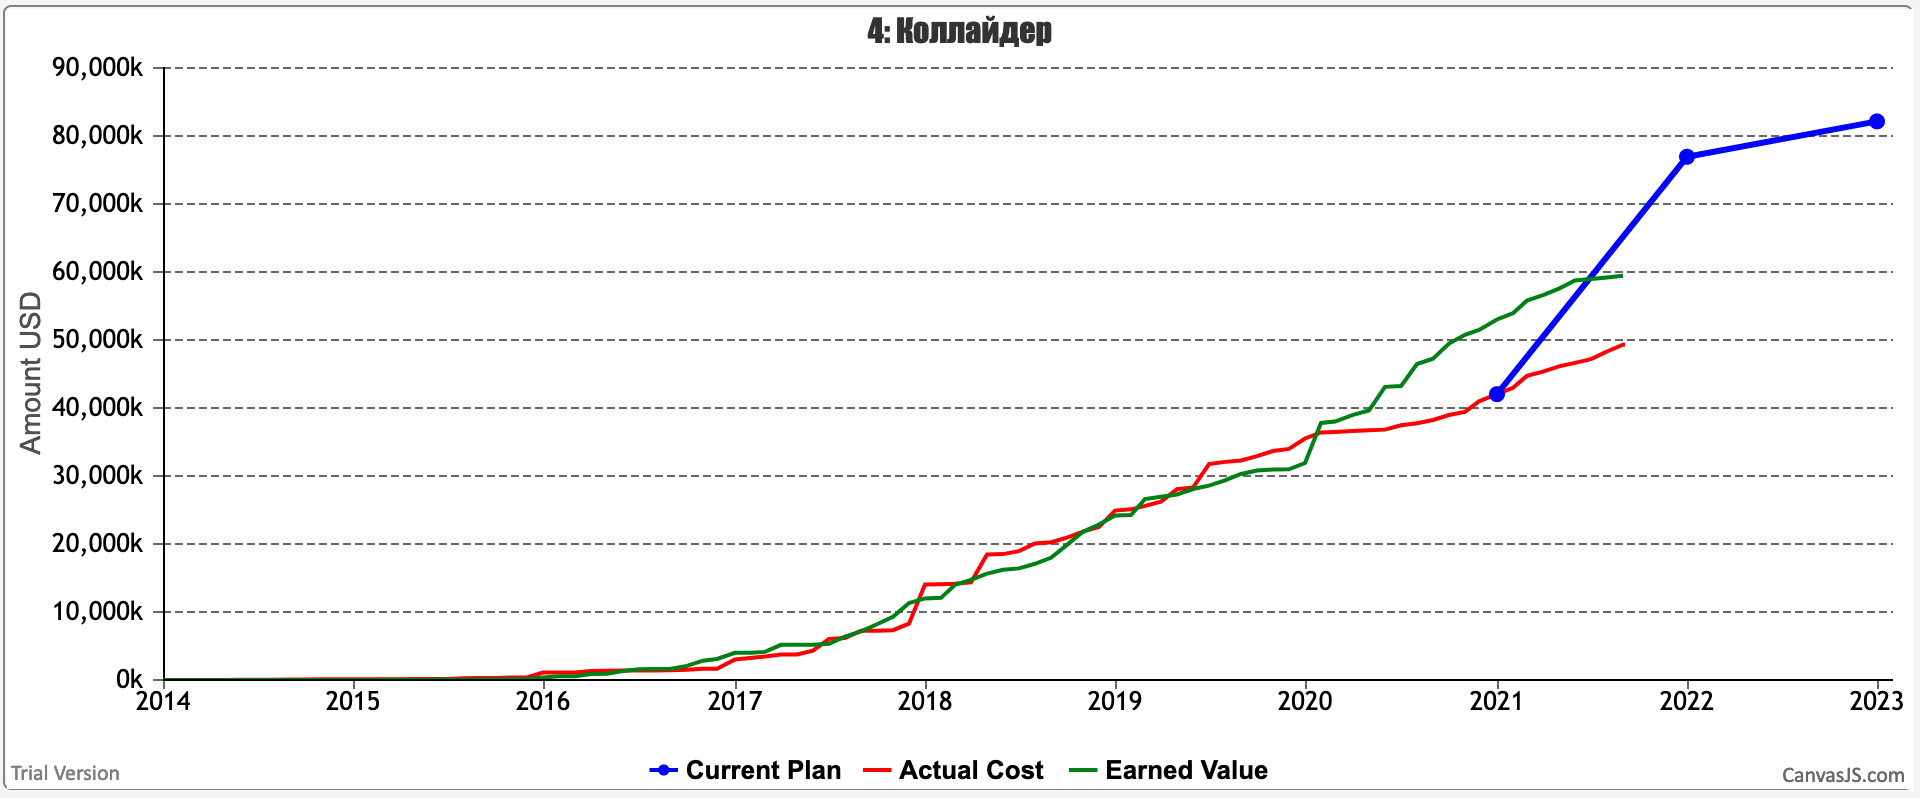 4: Коллайдер
90,000k
80,000k
70,000k
60,000k
50,000k
40,000k
30,000k
20,000k
10,000k
0k
Amount USD
2014 2015 2016 2017 2018 2019 2020 2021 2022 2023
Current Plan Actual Cost Earned Value
Trial Version
CanvasJS.com